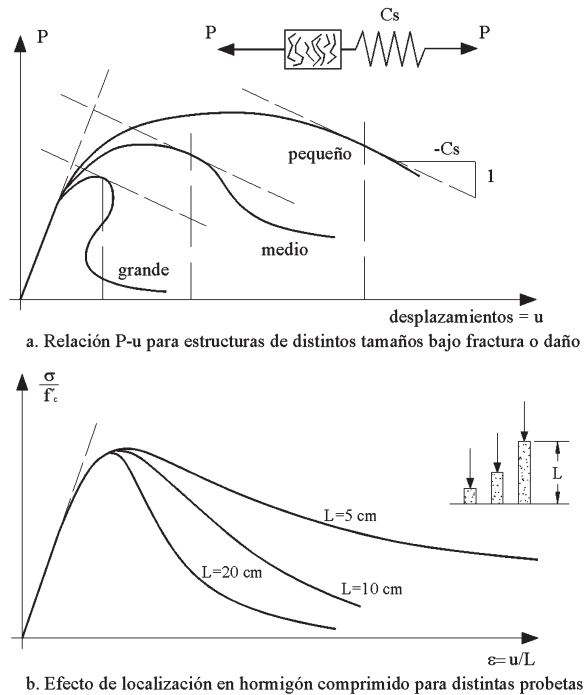 Cs
P
P
P
pequeño
-Cs
1
medio
grande
desplazamientos = u
a. Relación P-u para estructuras de distintos tamaños bajo fractura o daño
σ
f'c
L
L=5 cm
L=20 cm
L=10 cm
ε= u/L
b. Efecto de localización en hormigón comprimido para distintas probetas